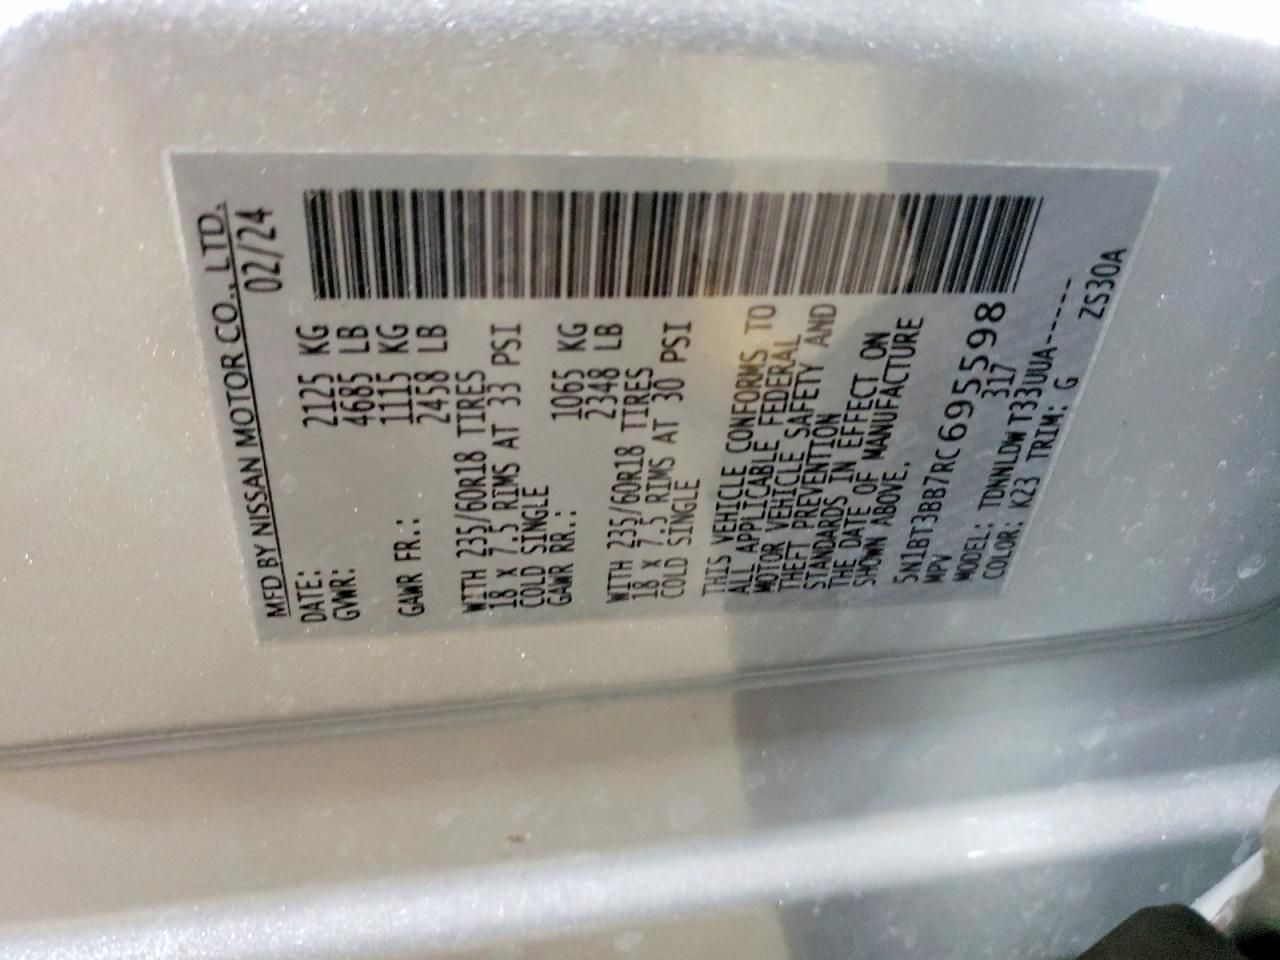 MFD BY NISSAN MOTOR CO., LTD.
DATE: 02/24
GVWR: 2125 KG
4685 LB
GAWR FR.: 1115 KG
2458 LB
WITH 235/60R18 TIRES
18 X 7.5 RIMS AT 33 PSI
COLD SINGLE
GAWR RR.: 1065 KG
2348 LB
WITH 235/60R18 TIRES
18 X 7.5 RIMS AT 30 PSI
COLD SINGLE
THIS VEHICLE CONFORMS TO
ALL APPLICABLE FEDERAL
MOTOR VEHICLE SAFETY AND
THEFT PREVENTION
STANDARDS IN EFFECT ON
THE DATE OF MANUFACTURE
SHOWN ABOVE.
5N1BT3BB7RC695598
MPV 317
MODEL: TDNNLDWT33UUA-----
COLOR: K23 TRIM: G ZS30A